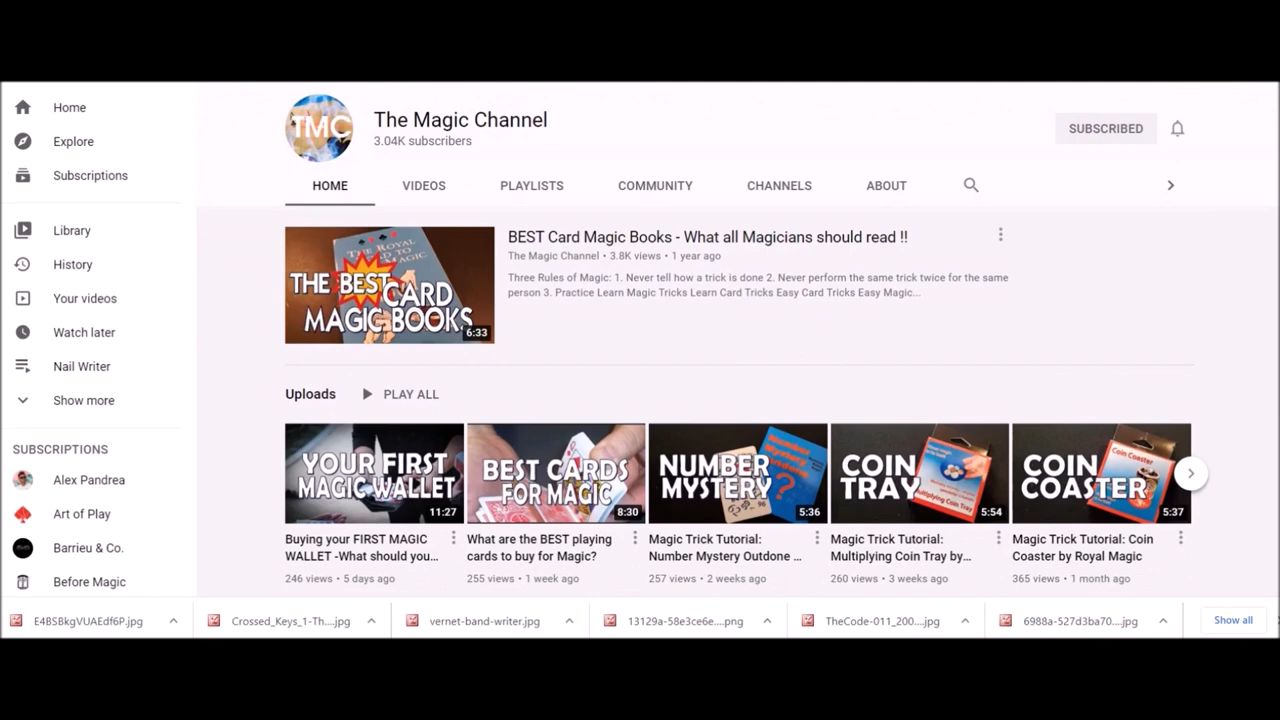 Home
Explore
Subscriptions
Library
History
Your videos
Watch later
Nail Writer
Show more
SUBSCRIPTIONS
Alex Pandrea
Art of Play
Barrieu & Co.
Before Magic
TMC
The Magic Channel
3.04K subscribers
SUBSCRIBED
HOME VIDEOS PLAYLISTS COMMUNITY CHANNELS ABOUT
THE ROYAL
ROAD TO
MAGIC
THE BEST
CARD
MAGIC BOOKS
6:33
BEST Card Magic Books - What all Magicians should read !!
The Magic Channel • 3.8K views • 1 year ago
Three Rules of Magic: 1. Never tell how a trick is done 2. Never perform the same trick twice for the same
person 3. Practice Learn Magic Tricks Learn Card Tricks Easy Card Tricks Easy Magic...
Uploads PLAY ALL
YOUR FIRST
MAGIC WALLET
11:27
Buying your FIRST MAGIC
WALLET -What should you...
246 views • 5 days ago
BEST CARDS
FOR MAGIC
8:30
What are the BEST playing
cards to buy for Magic?
255 views • 1 week ago
NUMBER
MYSTERY
5:36
Magic Trick Tutorial:
Number Mystery Outdone ...
257 views • 2 weeks ago
COIN
TRAY
5:54
Magic Trick Tutorial:
Multiplying Coin Tray by...
260 views • 3 weeks ago
Coin Coaster
COIN
COASTER
5:37
Magic Trick Tutorial: Coin
Coaster by Royal Magic
365 views • 1 month ago
E4BSBkgVUAEdf6P.jpg
Crossed_Keys_1-Th....jpg
vernet-band-writer.jpg
13129a-58e3ce6e....png
TheCode-011_200....jpg
6988a-527d3ba70....jpg
Show all